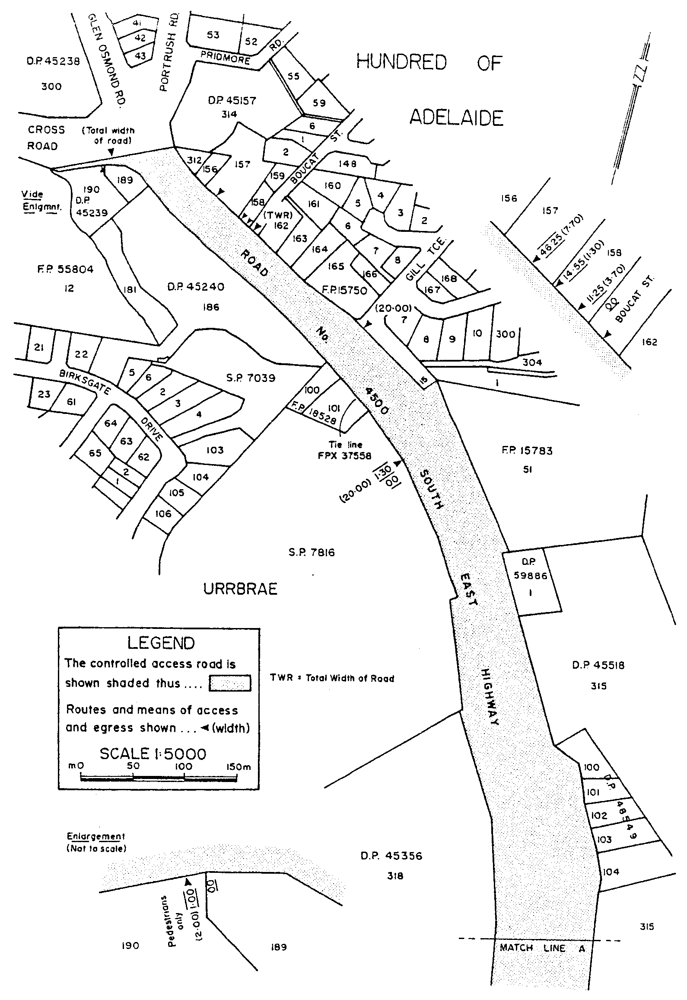 GLEN OSMOND RD.
41
42
43
PORTRUSH RD.
53
52
PRIDMORE RD.
D.P. 45238
300
HUNDRED OF
ADELAIDE
N
55
59
D.P. 45157
314
CROSS
ROAD
(Total width
of road)
6
1
2
BOUCAT ST.
312
156
157
148
159
189
190
D.P.
45239
Vide
Enlgmnt.
160
161
158
(TWR)
162
5
4
3
2
6
163
164
165
166
7
8
GILL TCE.
168
167
F.P. 15750
(20.00)
156
157
46.25 (7.70)
14.55 (1.30)
158
11.25 (3.70)
00
BOUCAT ST.
162
F.P. 55804
12
181
D.P. 45240
186
ROAD
No.
4500
SOUTH
EAST
HIGHWAY
7
8
9
10
300
304
1
15
21
22
BIRKSGATE
DRIVE
5
6
2
3
4
S.P. 7039
100
101
F.P. 18528
23
61
64
63
62
65
2
1
103
104
105
106
Tie line
FPX 37558
(20.00) 1.30
00
F.P. 15783
51
S.P. 7816
URRBRAE
D.P.
59886
1
LEGEND
The controlled access road is
shown shaded thus ....
Routes and means of access
and egress shown ... ◄ (width)
SCALE 1:5000
m0 50 100 150m
TWR = Total Width of Road
D.P. 45518
315
100
101
102
103
104
D.P. 48549
Enlargement
(Not to scale)
Pedestrians
only
(2.00) 1.00
00
190
189
D.P. 45356
318
315
MATCH LINE A